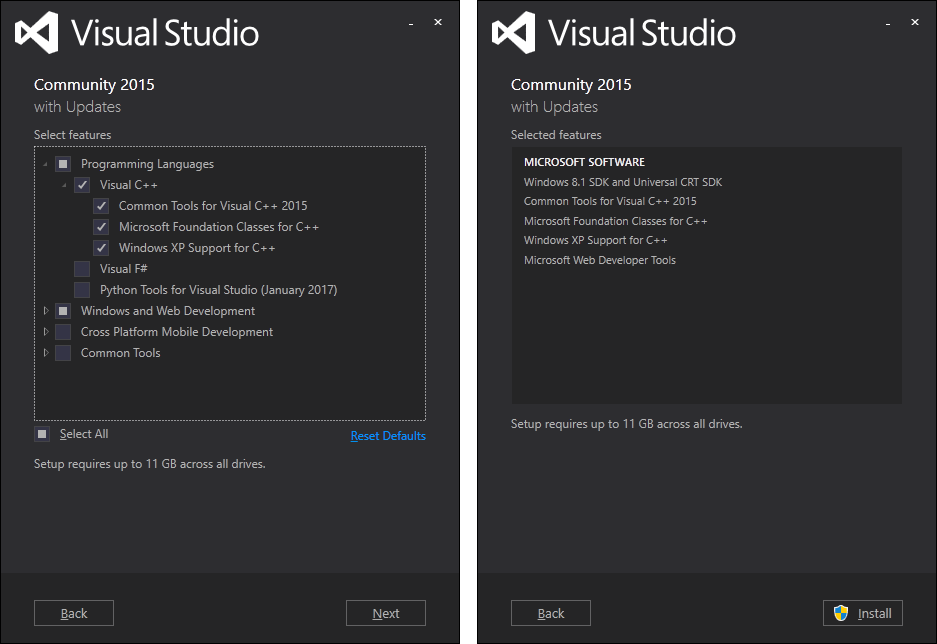 Visual Studio
Community 2015
with Updates
Select features
Programming Languages
Visual C++
Common Tools for Visual C++ 2015
Microsoft Foundation Classes for C++
Windows XP Support for C++
Visual F#
Python Tools for Visual Studio (January 2017)
Windows and Web Development
Cross Platform Mobile Development
Common Tools
Select All
Reset Defaults
Setup requires up to 11 GB across all drives.
Back
Next
Visual Studio
Community 2015
with Updates
Selected features
MICROSOFT SOFTWARE
Windows 8.1 SDK and Universal CRT SDK
Common Tools for Visual C++ 2015
Microsoft Foundation Classes for C++
Windows XP Support for C++
Microsoft Web Developer Tools
Setup requires up to 11 GB across all drives.
Back
Install